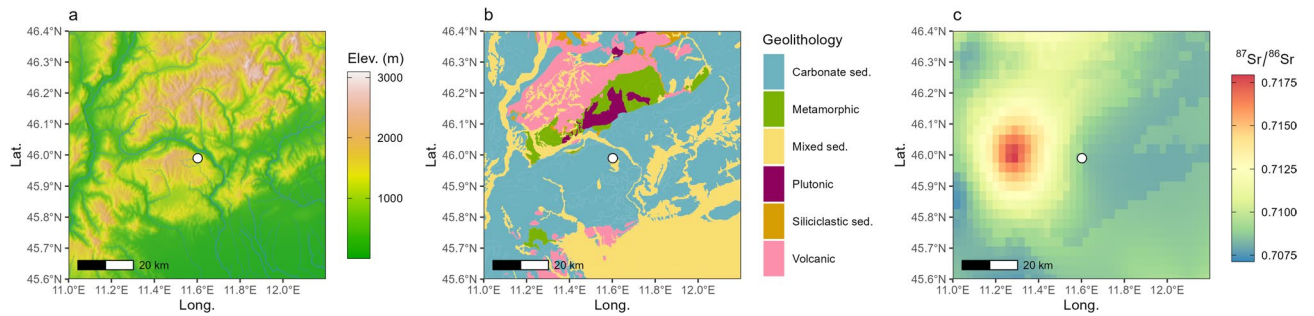 a
46.4°N
46.3°N
46.2°N
46.1°N
46.0°N
45.9°N
45.8°N
45.7°N
45.6°N
Lat.
20 km
11.0°E 11.2°E 11.4°E 11.6°E 11.8°E 12.0°E
Long.
Elev. (m)
3000
2000
1000
b
46.4°N
46.3°N
46.2°N
46.1°N
46.0°N
45.9°N
45.8°N
45.7°N
45.6°N
Lat.
20 km
11.0°E 11.2°E 11.4°E 11.6°E 11.8°E 12.0°E
Long.
Geolithology
Carbonate sed.
Metamorphic
Mixed sed.
Plutonic
Siliciclastic sed.
Volcanic
c
46.4°N
46.3°N
46.2°N
46.1°N
46.0°N
45.9°N
45.8°N
45.7°N
45.6°N
Lat.
20 km
11.0°E 11.2°E 11.4°E 11.6°E 11.8°E 12.0°E
Long.
⁸⁷Sr/⁸⁶Sr
0.7175
0.7150
0.7125
0.7100
0.7075